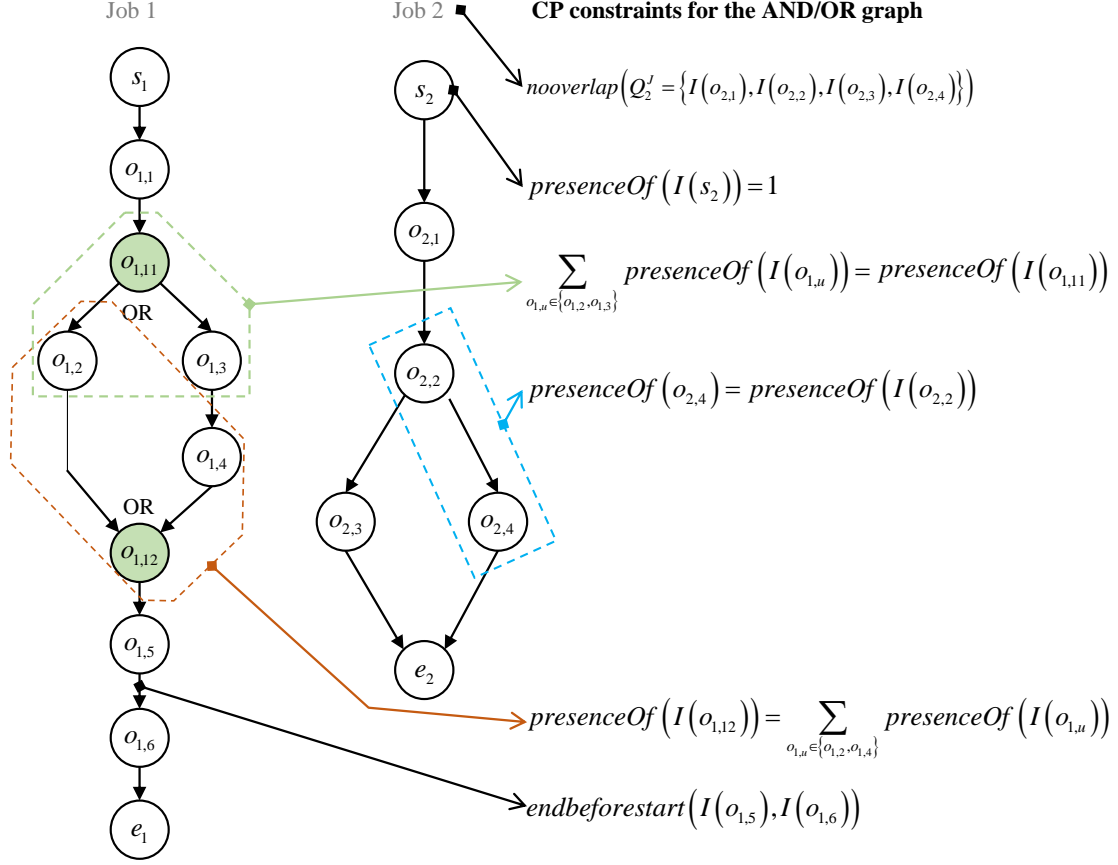 Job 1
Job 2
CP constraints for the AND/OR graph
s₁
o₁,₁
o₁,₁₁
OR
o₁,₂
o₁,₃
o₁,₄
OR
o₁,₁₂
o₁,₅
o₁,₆
e₁
s₂
o₂,₁
o₂,₂
o₂,₃
o₂,₄
e₂
nooverlap(Q₂ᴶ = {I(o₂,₁), I(o₂,₂), I(o₂,₃), I(o₂,₄)})
presenceOf(I(s₂)) = 1
∑ o₁,ᵤ∈{o₁,₂,o₁,₃} presenceOf(I(o₁,ᵤ)) = presenceOf(I(o₁,₁₁))
presenceOf(o₂,₄) = presenceOf(I(o₂,₂))
presenceOf(I(o₁,₁₂)) = ∑ o₁,ᵤ∈{o₁,₂,o₁,₄} presenceOf(I(o₁,ᵤ))
endbeforestart(I(o₁,₅), I(o₁,₆))